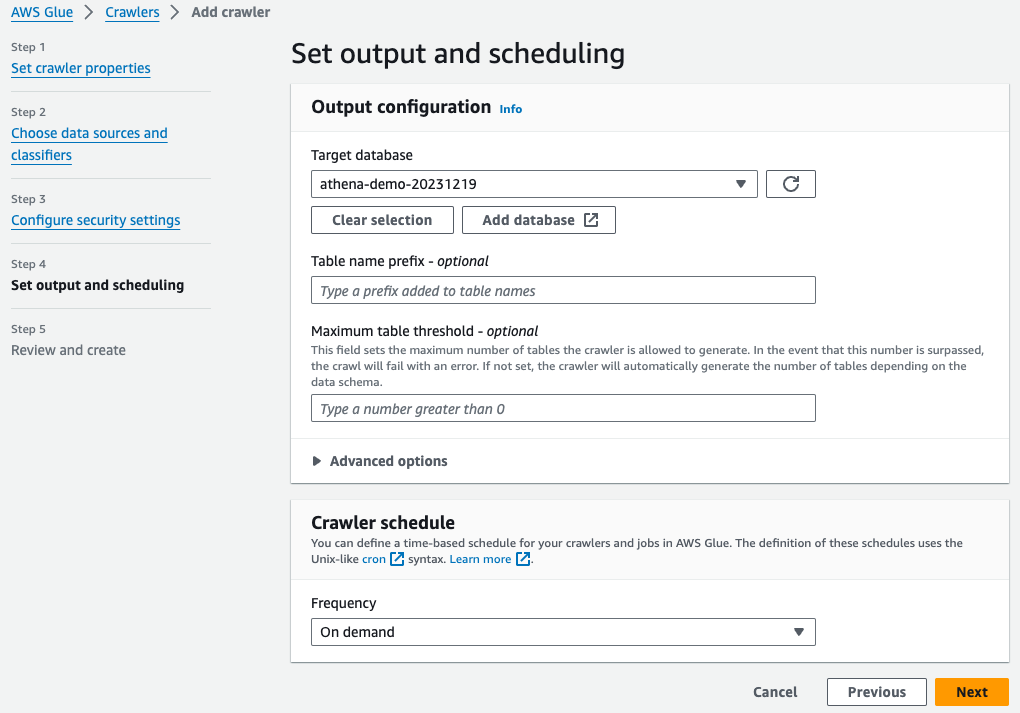 AWS Glue > Crawlers > Add crawler
Step 1
Set crawler properties
Step 2
Choose data sources and
classifiers
Step 3
Configure security settings
Step 4
Set output and scheduling
Step 5
Review and create
Set output and scheduling
Output configuration Info
Target database
athena-demo-20231219
Clear selection Add database
Table name prefix - optional
Type a prefix added to table names
Maximum table threshold - optional
This field sets the maximum number of tables the crawler is allowed to generate. In the event that this number is surpassed,
the crawl will fail with an error. If not set, the crawler will automatically generate the number of tables depending on the
data schema.
Type a number greater than 0
Advanced options
Crawler schedule
You can define a time-based schedule for your crawlers and jobs in AWS Glue. The definition of these schedules uses the
Unix-like cron syntax. Learn more.
Frequency
On demand
Cancel Previous Next